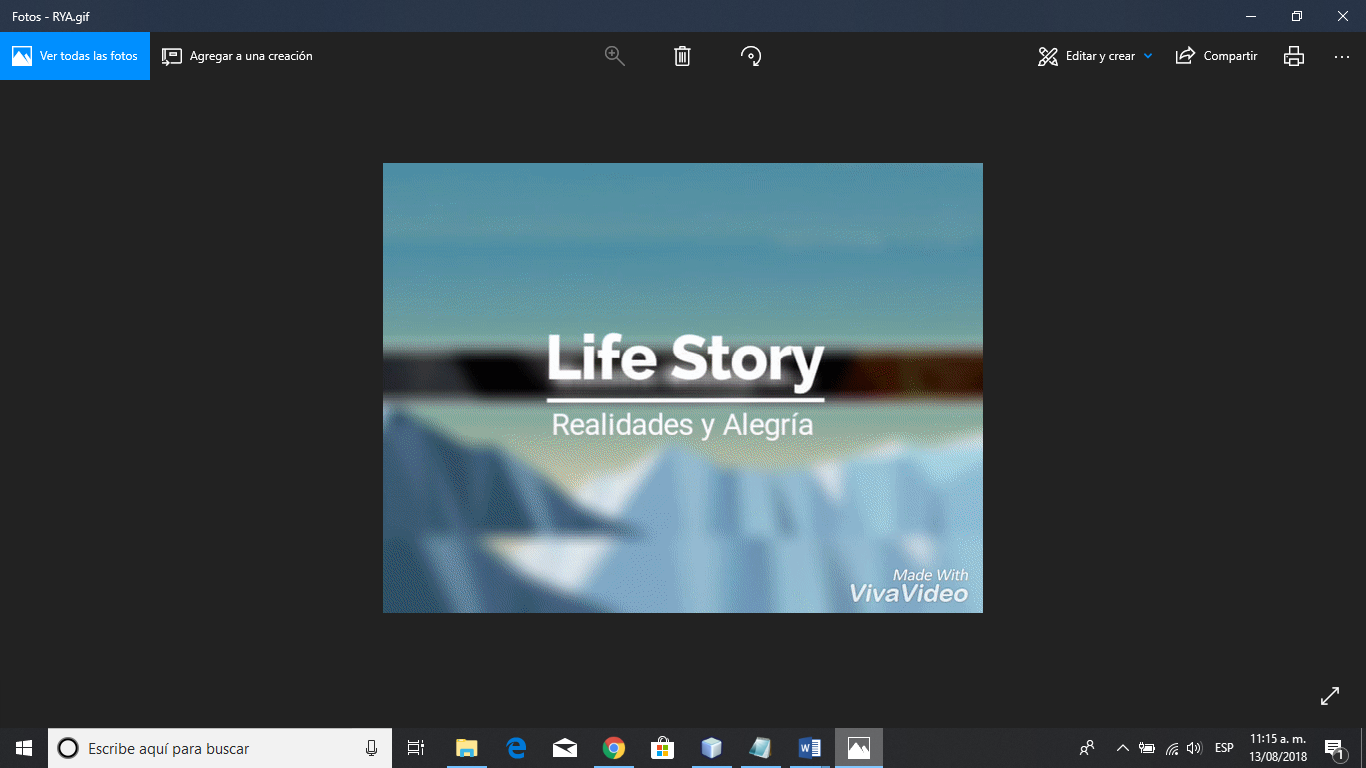 Fotos - RYA.gif
Ver todas las fotos
Agregar a una creación
Editar y crear
Compartir
Life Story
Realidades y Alegría
Made With
VivaVideo
Escribe aquí para buscar
ESP
11:15 a. m.
13/08/2018
1